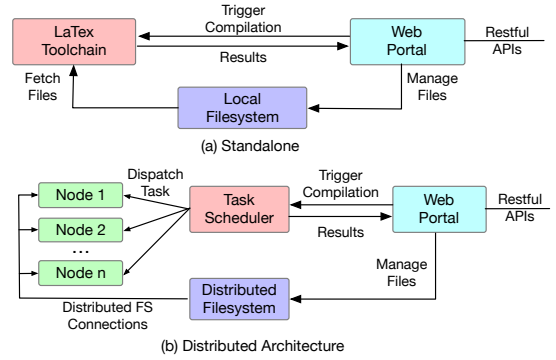 LaTex
Toolchain
Trigger
Compilation
Results
Web
Portal
Restful
APIs
Fetch
Files
Local
Filesystem
Manage
Files
(a) Standalone
Node 1
Node 2
...
Node n
Dispatch
Task
Task
Scheduler
Trigger
Compilation
Results
Web
Portal
Restful
APIs
Manage
Files
Distributed
Filesystem
Distributed FS
Connections
(b) Distributed Architecture